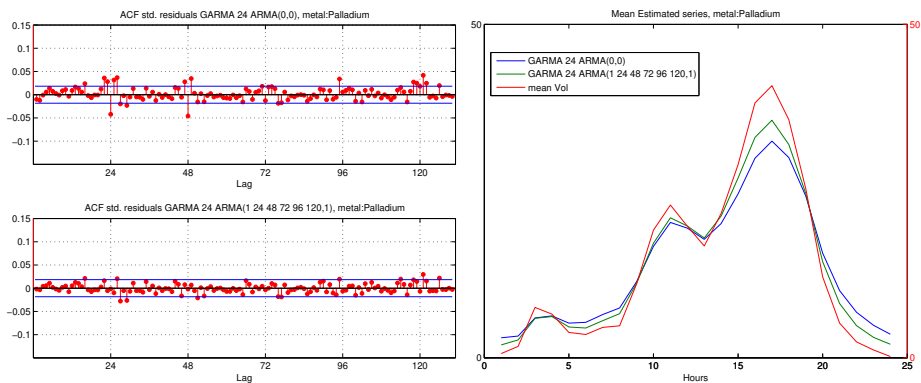 ACF std. residuals GARMA 24 ARMA(0,0), metal:Palladium
0.15
0.1
0.05
0
−0.05
−0.1
24 48 72 96 120
Lag
ACF std. residuals GARMA 24 ARMA(1 24 48 72 96 120,1), metal:Palladium
0.15
0.1
0.05
0
−0.05
−0.1
24 48 72 96 120
Lag
Mean Estimated series, metal:Palladium
50 50
GARMA 24 ARMA(0,0)
GARMA 24 ARMA(1 24 48 72 96 120,1)
mean Vol
0 0
0 5 10 15 20 25
Hours